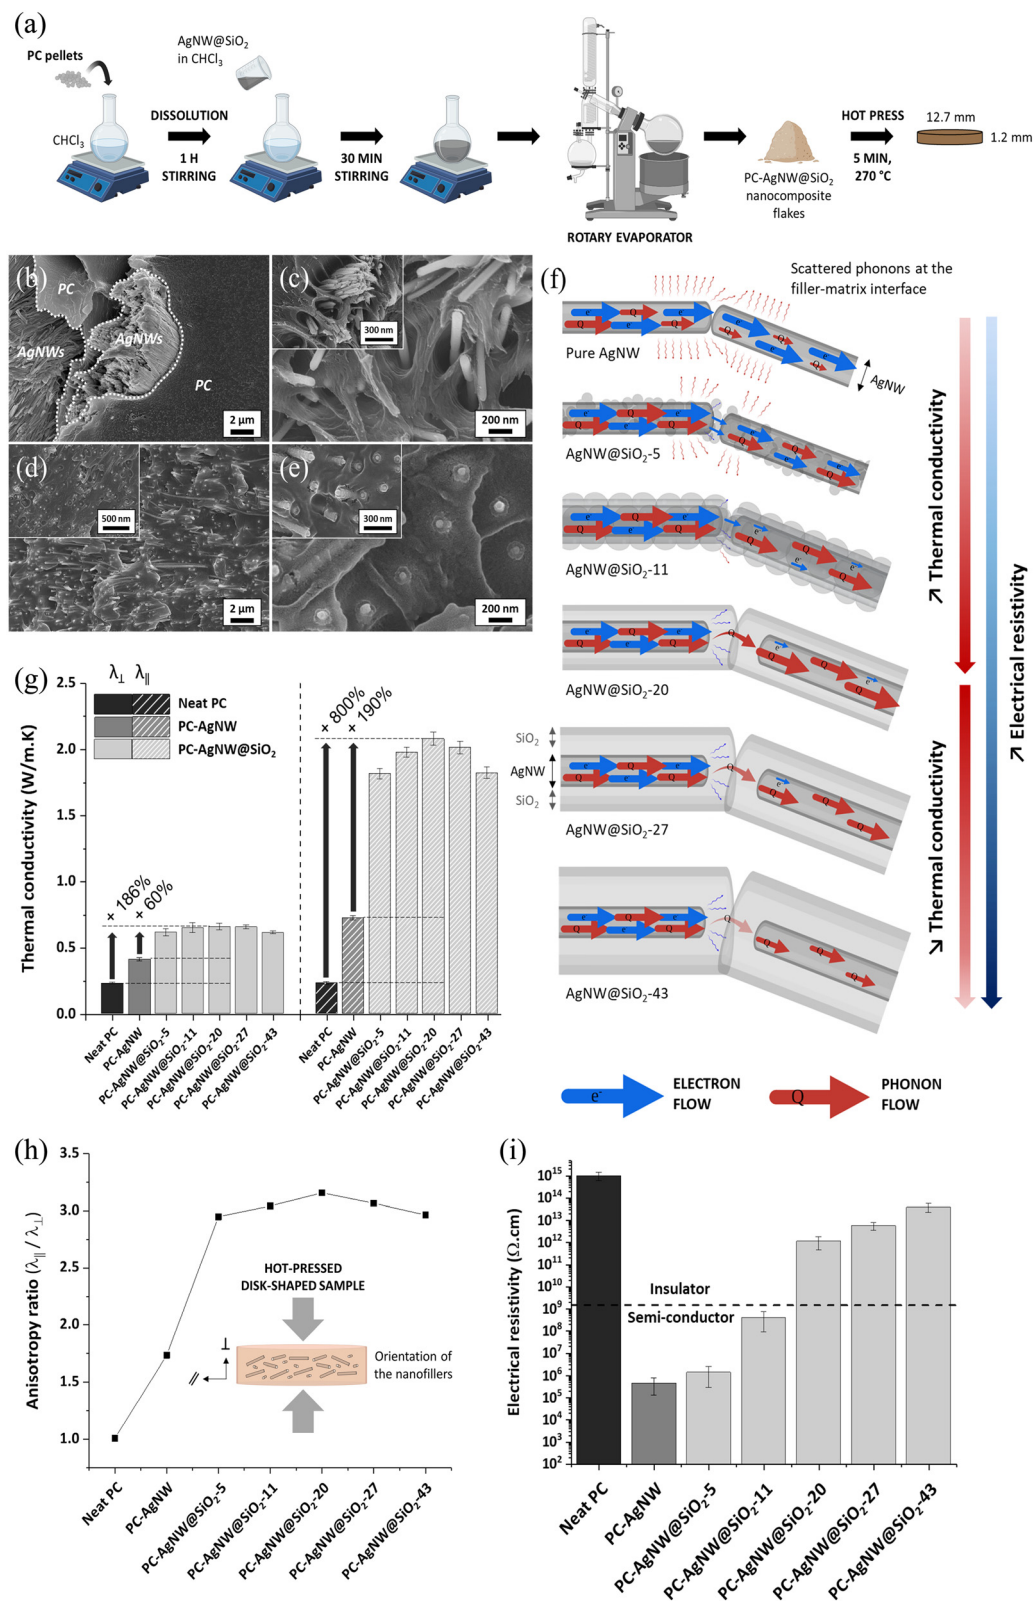 (a)
PC pellets
CHCl3
DISSOLUTION
1 H
STIRRING
AgNW@SiO2
in CHCl3
30 MIN
STIRRING
ROTARY EVAPORATOR
PC-AgNW@SiO2
nanocomposite
flakes
HOT PRESS
5 MIN,
270 °C
12.7 mm
1.2 mm
(b)
PC
AgNWs
AgNWs
PC
2 µm
(c)
300 nm
200 nm
(d)
500 nm
2 µm
(e)
300 nm
200 nm
(f)
Scattered phonons at the
filler-matrix interface
Pure AgNW
AgNW
AgNW@SiO2-5
AgNW@SiO2-11
AgNW@SiO2-20
SiO2
AgNW
SiO2
AgNW@SiO2-27
AgNW@SiO2-43
↗ Thermal conductivity
↘ Thermal conductivity
↗ Electrical resistivity
e-
ELECTRON
FLOW
Q
PHONON
FLOW
(g)
λ⊥ λ||
Neat PC
PC-AgNW
PC-AgNW@SiO2
+ 186%
+ 60%
+ 800%
+ 190%
Thermal conductivity (W/m.K)
2.5
2.0
1.5
1.0
0.5
0.0
Neat PC
PC-AgNW
PC-AgNW@SiO2-5
PC-AgNW@SiO2-11
PC-AgNW@SiO2-20
PC-AgNW@SiO2-27
PC-AgNW@SiO2-43
Neat PC
PC-AgNW
PC-AgNW@SiO2-5
PC-AgNW@SiO2-11
PC-AgNW@SiO2-20
PC-AgNW@SiO2-27
PC-AgNW@SiO2-43
(h)
Anisotropy ratio (λ|| / λ⊥)
3.5
3.0
2.5
2.0
1.5
1.0
HOT-PRESSED
DISK-SHAPED SAMPLE
⊥
//
Orientation of
the nanofillers
Neat PC
PC-AgNW
PC-AgNW@SiO2-5
PC-AgNW@SiO2-11
PC-AgNW@SiO2-20
PC-AgNW@SiO2-27
PC-AgNW@SiO2-43
(i)
Electrical resistivity (Ω.cm)
10^15
10^14
10^13
10^12
10^11
10^10
10^9
10^8
10^7
10^6
10^5
10^4
10^3
10^2
Insulator
Semi-conductor
Neat PC
PC-AgNW
PC-AgNW@SiO2-5
PC-AgNW@SiO2-11
PC-AgNW@SiO2-20
PC-AgNW@SiO2-27
PC-AgNW@SiO2-43